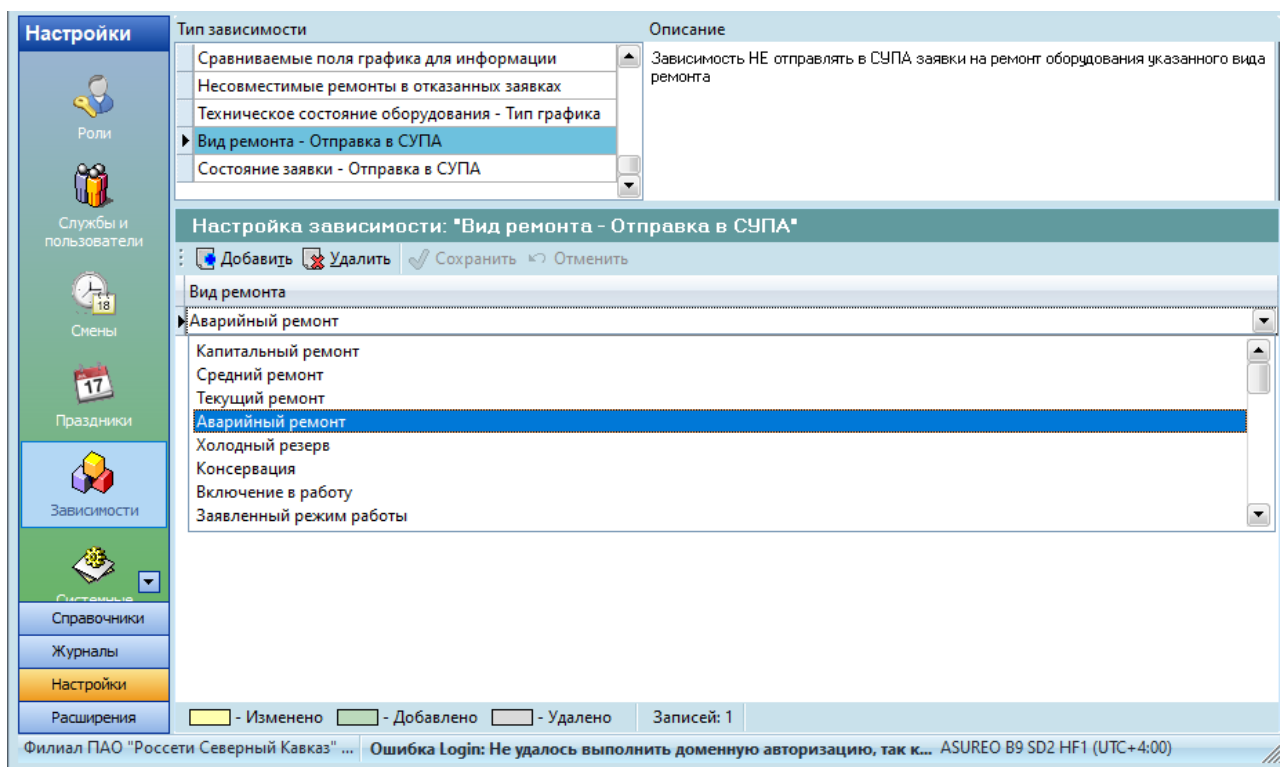 Настройки
Роли
Службы и
пользователи
18
Смены
17
Праздники
Зависимости
Системные
Справочники
Журналы
Настройки
Расширения
Тип зависимости
Сравниваемые поля графика для информации
Несовместимые ремонты в отказанных заявках
Техническое состояние оборудования - Тип графика
Вид ремонта - Отправка в СУПА
Состояние заявки - Отправка в СУПА
Описание
Зависимость НЕ отправлять в СУПА заявки на ремонт оборудования указанного вида
ремонта
Настройка зависимости: "Вид ремонта - Отправка в СУПА"
Добавить Удалить Сохранить Отменить
Вид ремонта
Аварийный ремонт
Капитальный ремонт
Средний ремонт
Текущий ремонт
Аварийный ремонт
Холодный резерв
Консервация
Включение в работу
Заявленный режим работы
- Изменено - Добавлено - Удалено Записей: 1
Филиал ПАО "Россети Северный Кавказ" ... Ошибка Login: Не удалось выполнить доменную авторизацию, так к... ASUREO B9 SD2 HF1 (UTC+4:00)